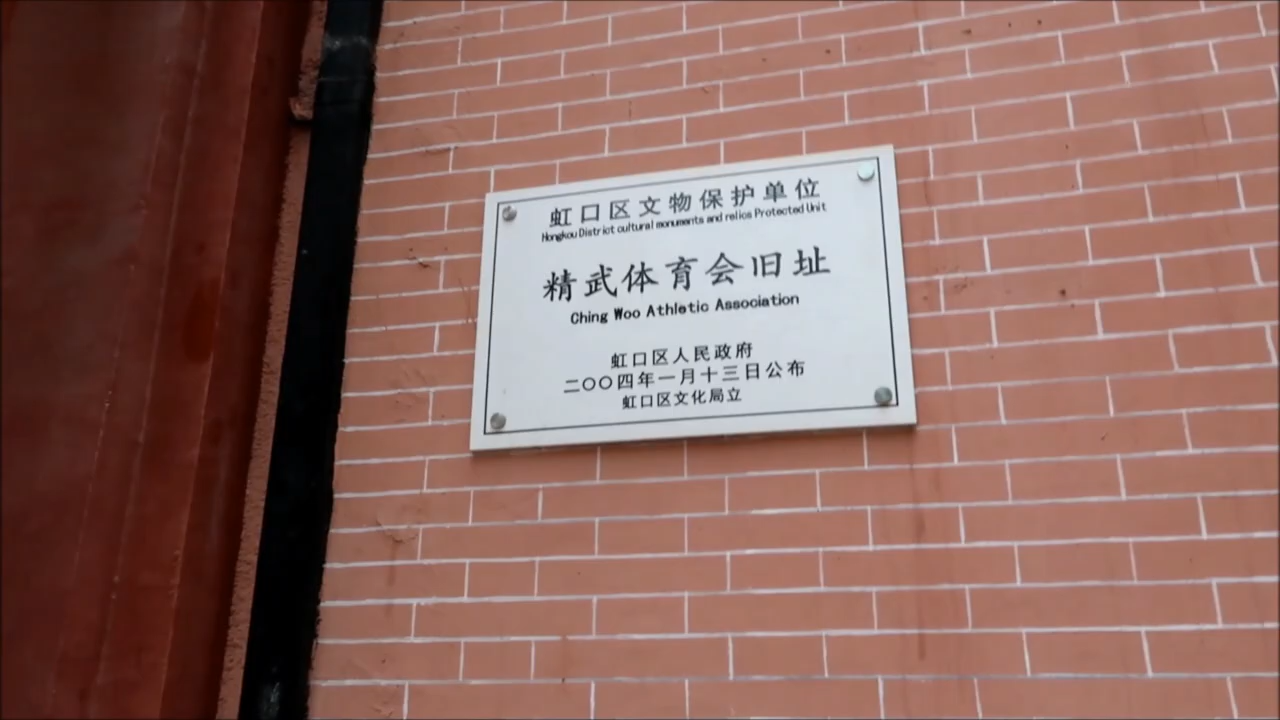 虹口区文物保护单位
Hongkou District cultural monuments and relios Protected Unit
精武体育会旧址
Ching Woo Athletic Association
虹口区人民政府
二〇〇四年一月十三日公布
虹口区文化局立